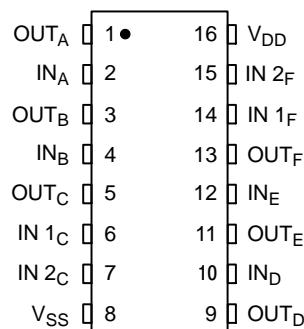 OUTA 1 16 VDD
INA 2 15 IN 2F
OUTB 3 14 IN 1F
INB 4 13 OUTF
OUTC 5 12 INE
IN 1C 6 11 OUTE
IN 2C 7 10 IND
VSS 8 9 OUTD